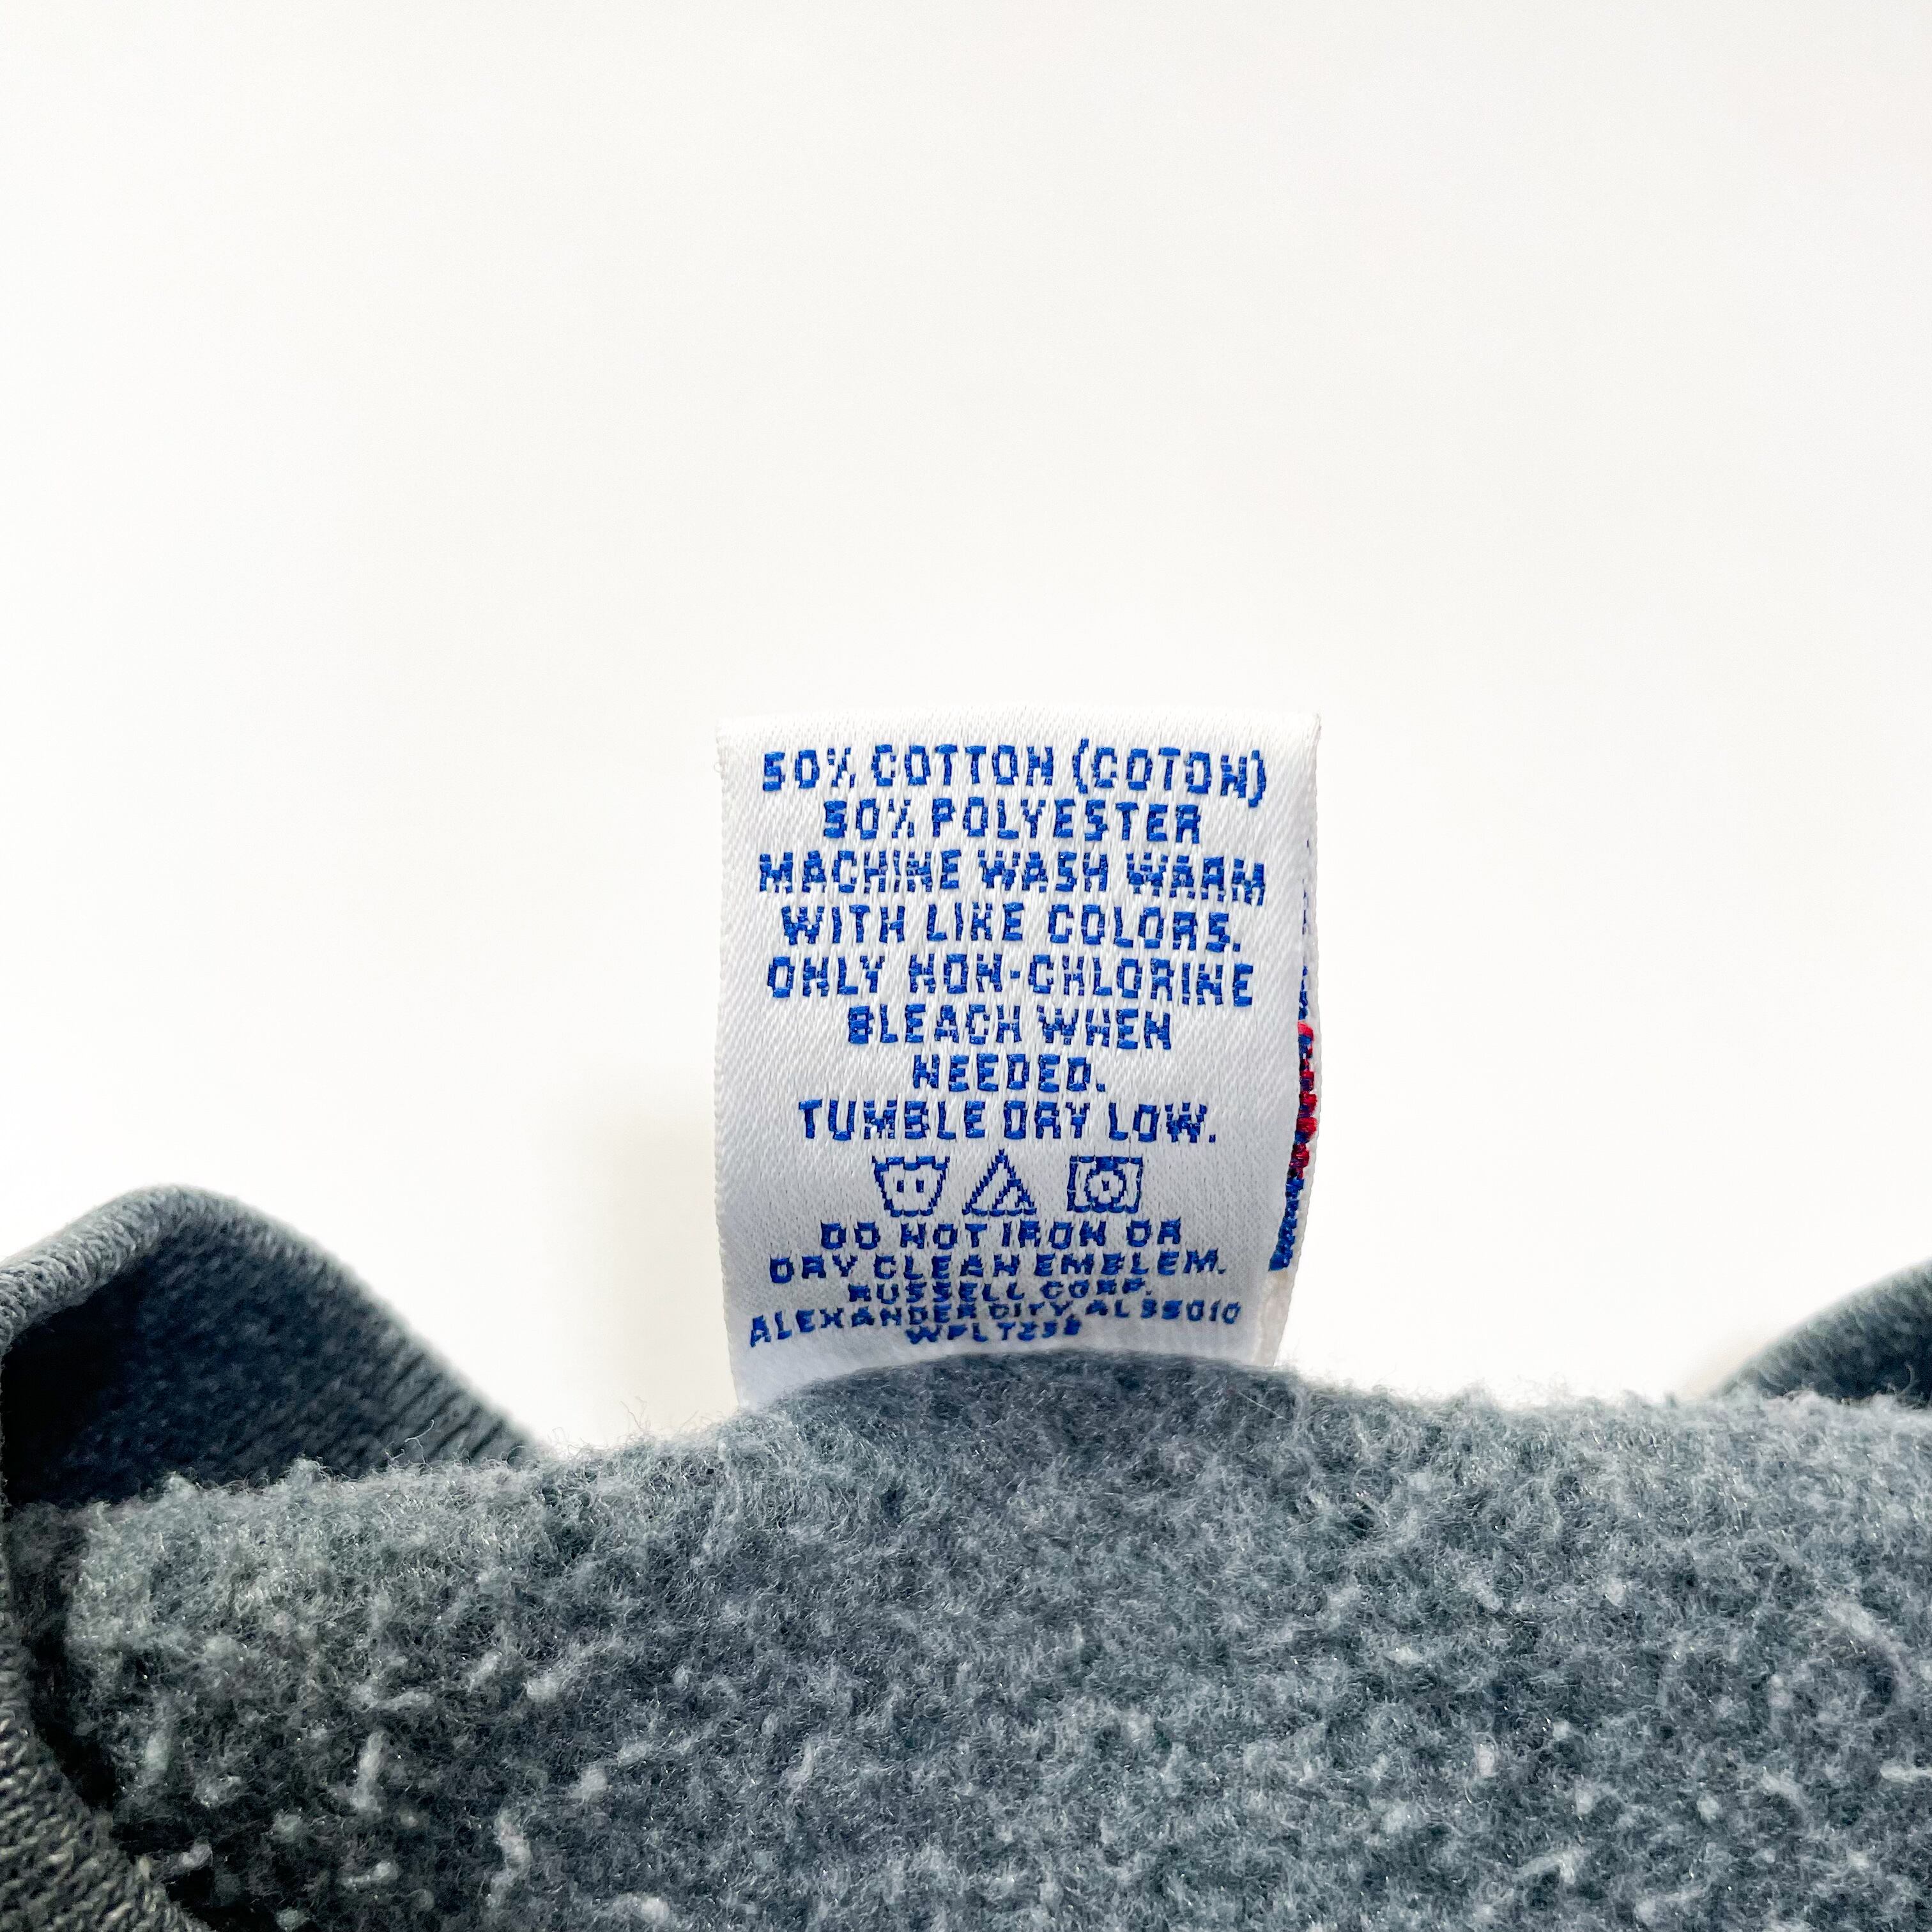 50% COTTON (COTON)
50% POLYESTER
MACHINE WASH WARM
WITH LIKE COLORS.
ONLY NON-CHLORINE
BLEACH WHEN
NEEDED.
TUMBLE DRY LOW.
DO NOT IRON OR
DRY CLEAN EMBLEM.
RUSSELL CORP.
ALEXANDER CITY, AL 35010